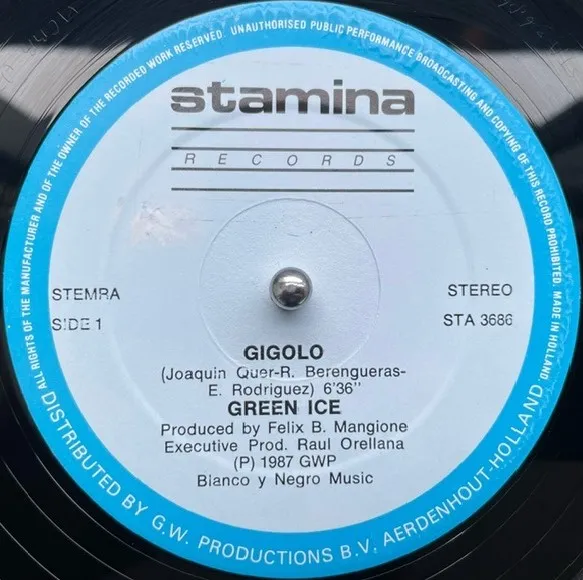 ALL RIGHTS OF THE MANUFACTURER AND OF THE OWNER OF THE RECORDED WORK RESERVED. UNAUTHORISED PUBLIC PERFORMANCE BROADCASTING AND COPYING OF THIS RECORD PROHIBITED. MADE IN HOLLAND
stamina
RECORDS
STEMRA
STEREO
SIDE 1
STA 3686
GIGOLO
(Joaquin Quer-R. Berengueras-
E. Rodriguez) 6'36"
GREEN ICE
Produced by Felix B. Mangione
Executive Prod. Raul Orellana
(P) 1987 GWP
Blanco y Negro Music
DISTRIBUTED BY G.W. PRODUCTIONS B.V. AERDENHOUT-HOLLAND